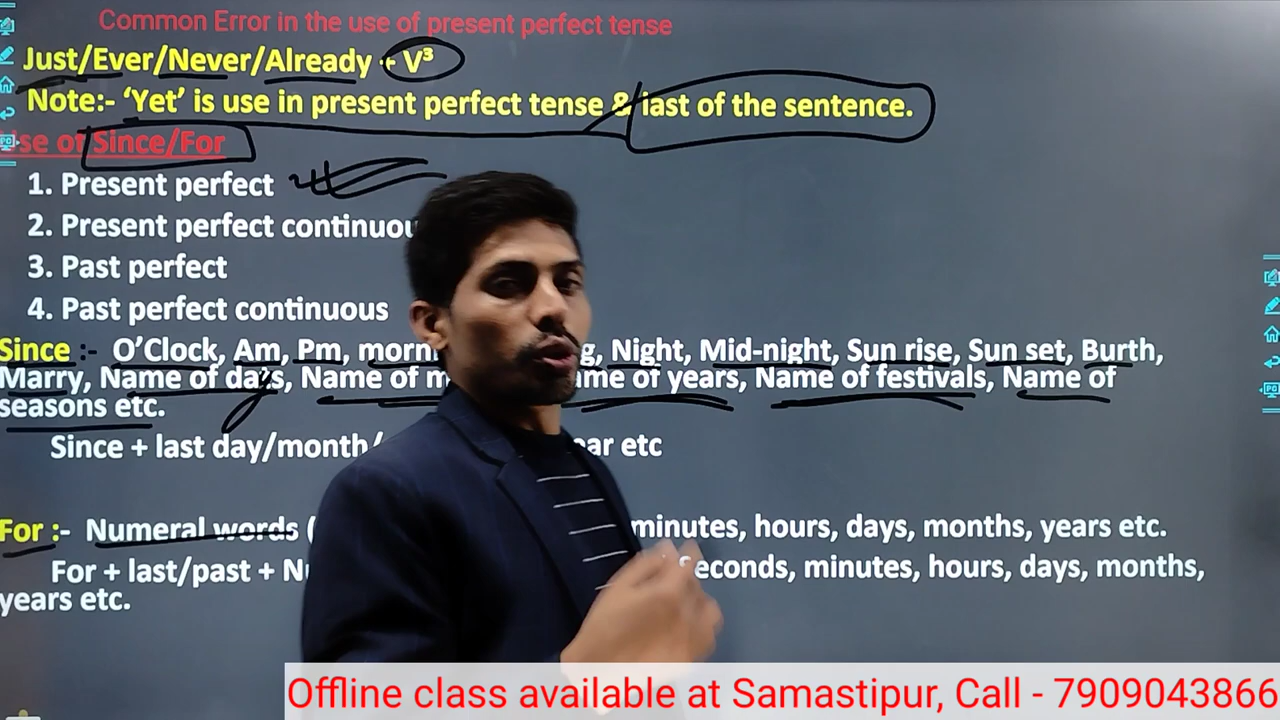 Common Error in the use of present perfect tense
Just/Ever/Never/Already + V³
Note:- ‘Yet’ is use in present perfect tense & last of the sentence.
Use of Since/For
1. Present perfect
2. Present perfect continuou
3. Past perfect
4. Past perfect continuous
Since :- O’Clock, Am, Pm, morn g, Night, Mid-night, Sun rise, Sun set, Burth,
Marry, Name of days, Name of m me of years, Name of festivals, Name of
seasons etc.
Since + last day/month/ ear etc
For :- Numeral words ( minutes, hours, days, months, years etc.
For + last/past + Nu Seconds, minutes, hours, days, months,
years etc.
Offline class available at Samastipur, Call - 7909043866